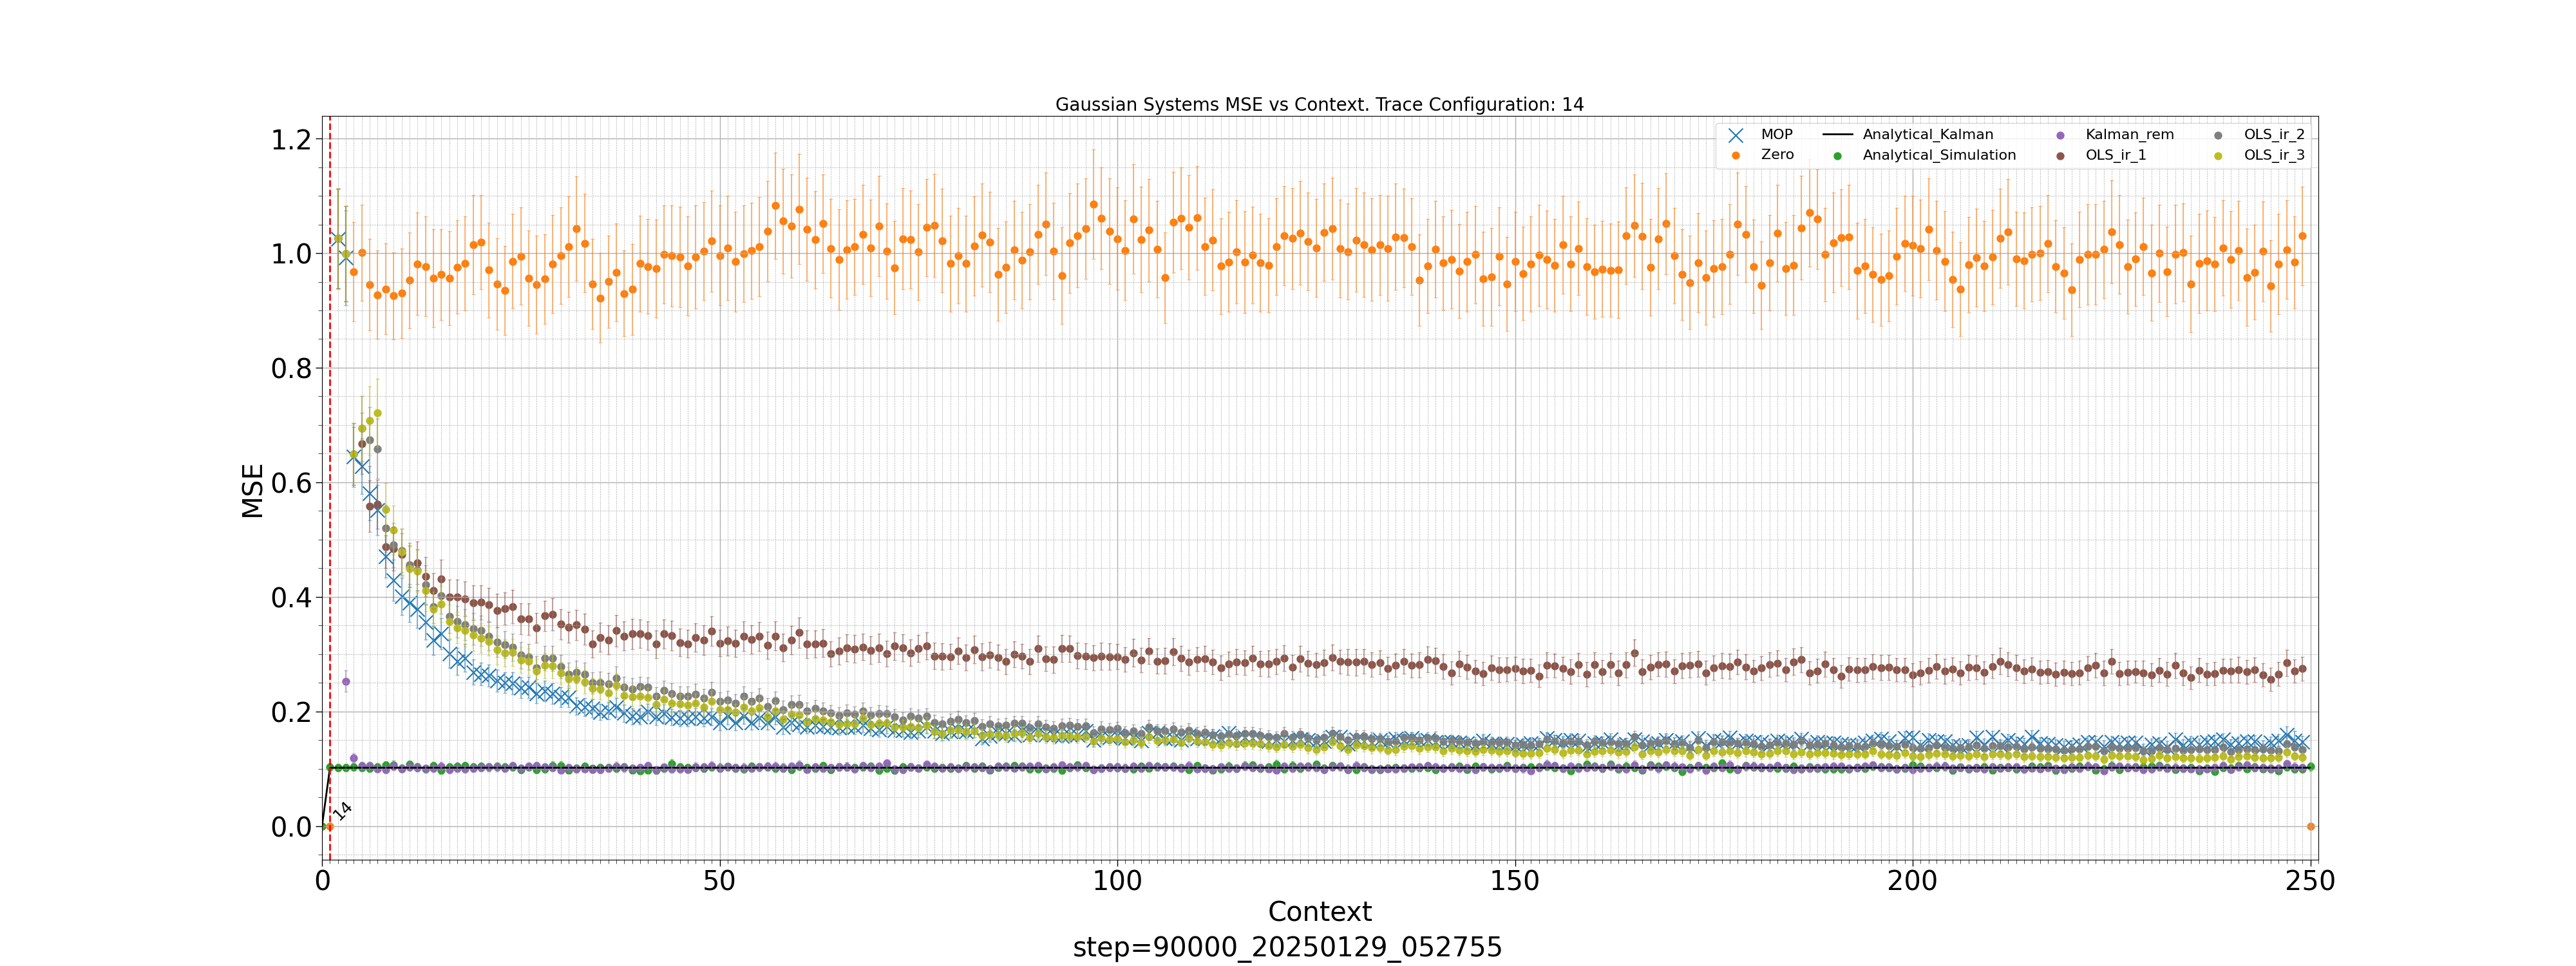 Gaussian Systems MSE vs Context. Trace Configuration: 14
MOP
Zero
Analytical_Kalman
Analytical_Simulation
Kalman_rem
OLS_ir_1
OLS_ir_2
OLS_ir_3
1.2
1.0
0.8
0.6
0.4
0.2
0.0
MSE
14
0 50 100 150 200 250
Context
step=90000_20250129_052755